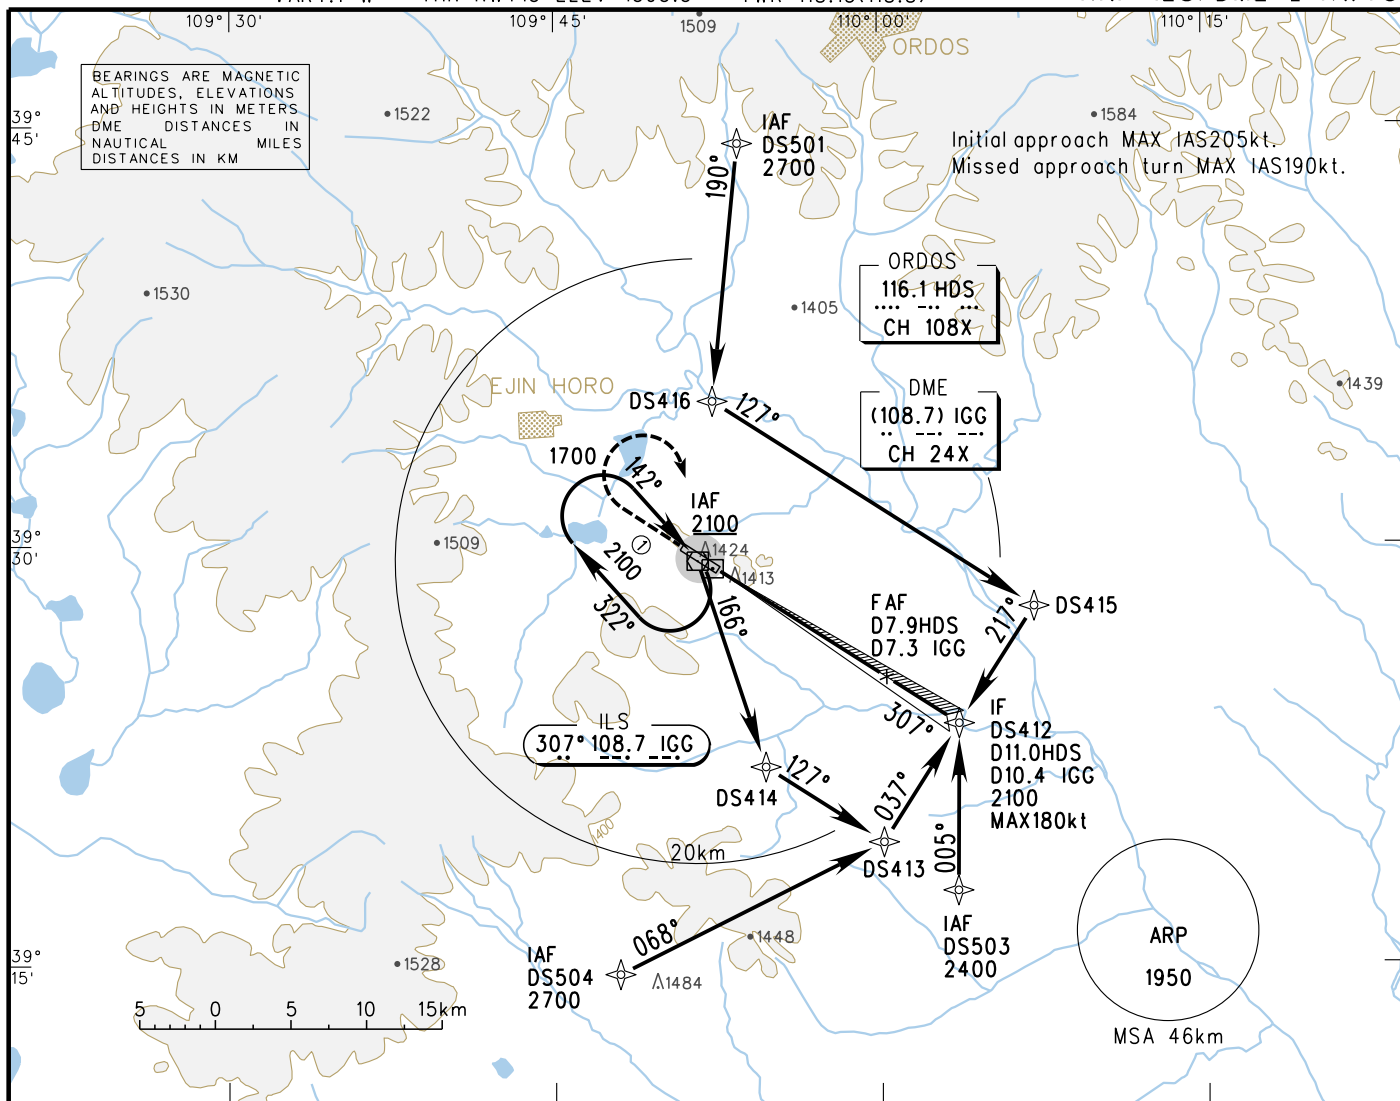 109° 30'
109° 45'
1509
110° 00'
110° 15'
ORDOS
BEARINGS ARE MAGNETIC
ALTITUDES, ELEVATIONS
AND HEIGHTS IN METERS
DME DISTANCES IN
NAUTICAL MILES
DISTANCES IN KM
39°
45'
1522
IAF
DS501
2700
190°
1584
Initial approach MAX IAS205kt.
Missed approach turn MAX IAS190kt.
ORDOS
116.1 HDS
CH 108X
1530
1405
DME
(108.7) IGG
CH 24X
1439
EJIN HORO
DS416
127°
1700
142°
IAF
2100
39°
30'
1509
2100
1
1424
1413
322°
166°
FAF
D7.9HDS
D7.3 IGG
217°
DS415
307°
IF
DS412
D11.0HDS
D10.4 IGG
2100
MAX180kt
ILS
307° 108.7 IGG
DS414
127°
037°
1400
20km
DS413
005°
IAF
DS503
2400
ARP
1950
MSA 46km
068°
1448
IAF
DS504
2700
1484
39°
15'
1528
5 0 5 10 15km